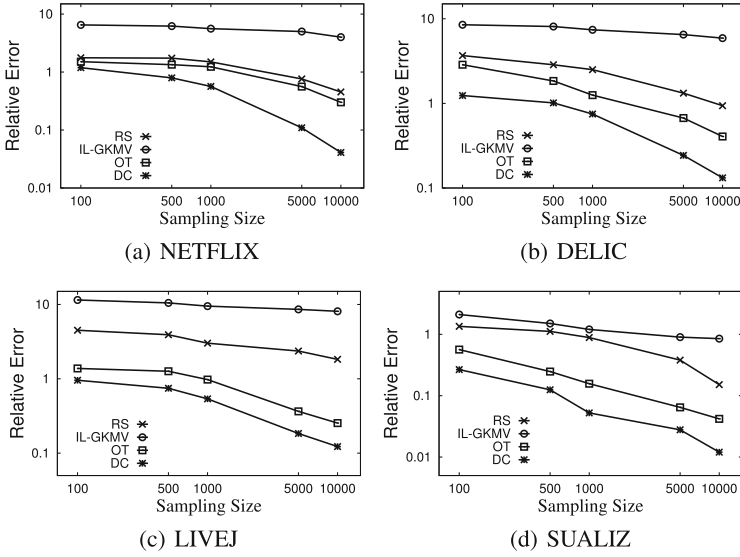 10
1
0.1
0.01
Relative Error
RS
IL-GKMV
OT
DC
100 500 1000 5000 10000
Sampling Size
(a) NETFLIX
10
1
0.1
Relative Error
RS
IL-GKMV
OT
DC
100 500 1000 5000 10000
Sampling Size
(b) DELIC
10
1
0.1
Relative Error
RS
IL-GKMV
OT
DC
100 500 1000 5000 10000
Sampling Size
(c) LIVEJ
1
0.1
0.01
Relative Error
RS
IL-GKMV
OT
DC
100 500 1000 5000 10000
Sampling Size
(d) SUALIZ